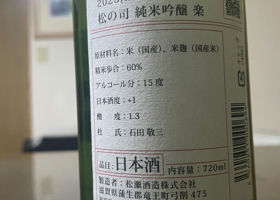 松の司 純米吟醸 楽
原材料名：米（国産）、米麹（国産米）
精米歩合：60%
アルコール分：15度
日本酒度：+1
酸　度：1.3
杜　氏：石田 敬三
品目：日本酒 内容量：720ml
製造者：松瀬酒造株式会社
滋賀県蒲生郡竜王町弓削475